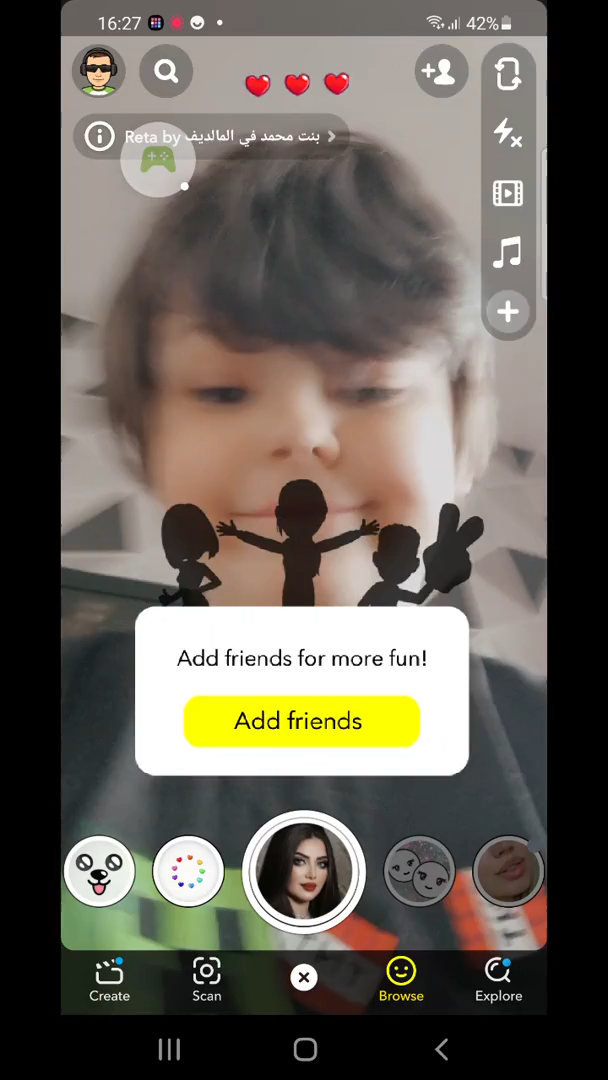 16:27
42%
Reta by بنت محمد في المالديف
Add friends for more fun!
Add friends
Create
Scan
Browse
Explore